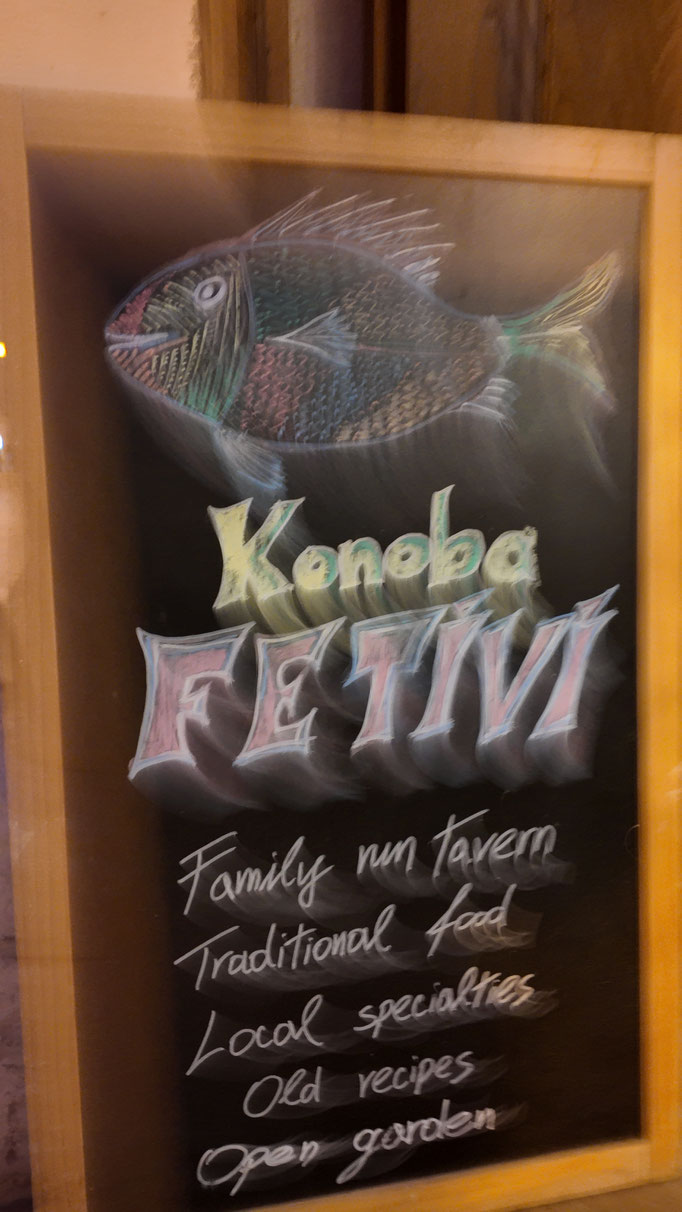 Konoba
FETIVI
Family run tavern
Traditional food
Local specialties
Old recipes
Open garden